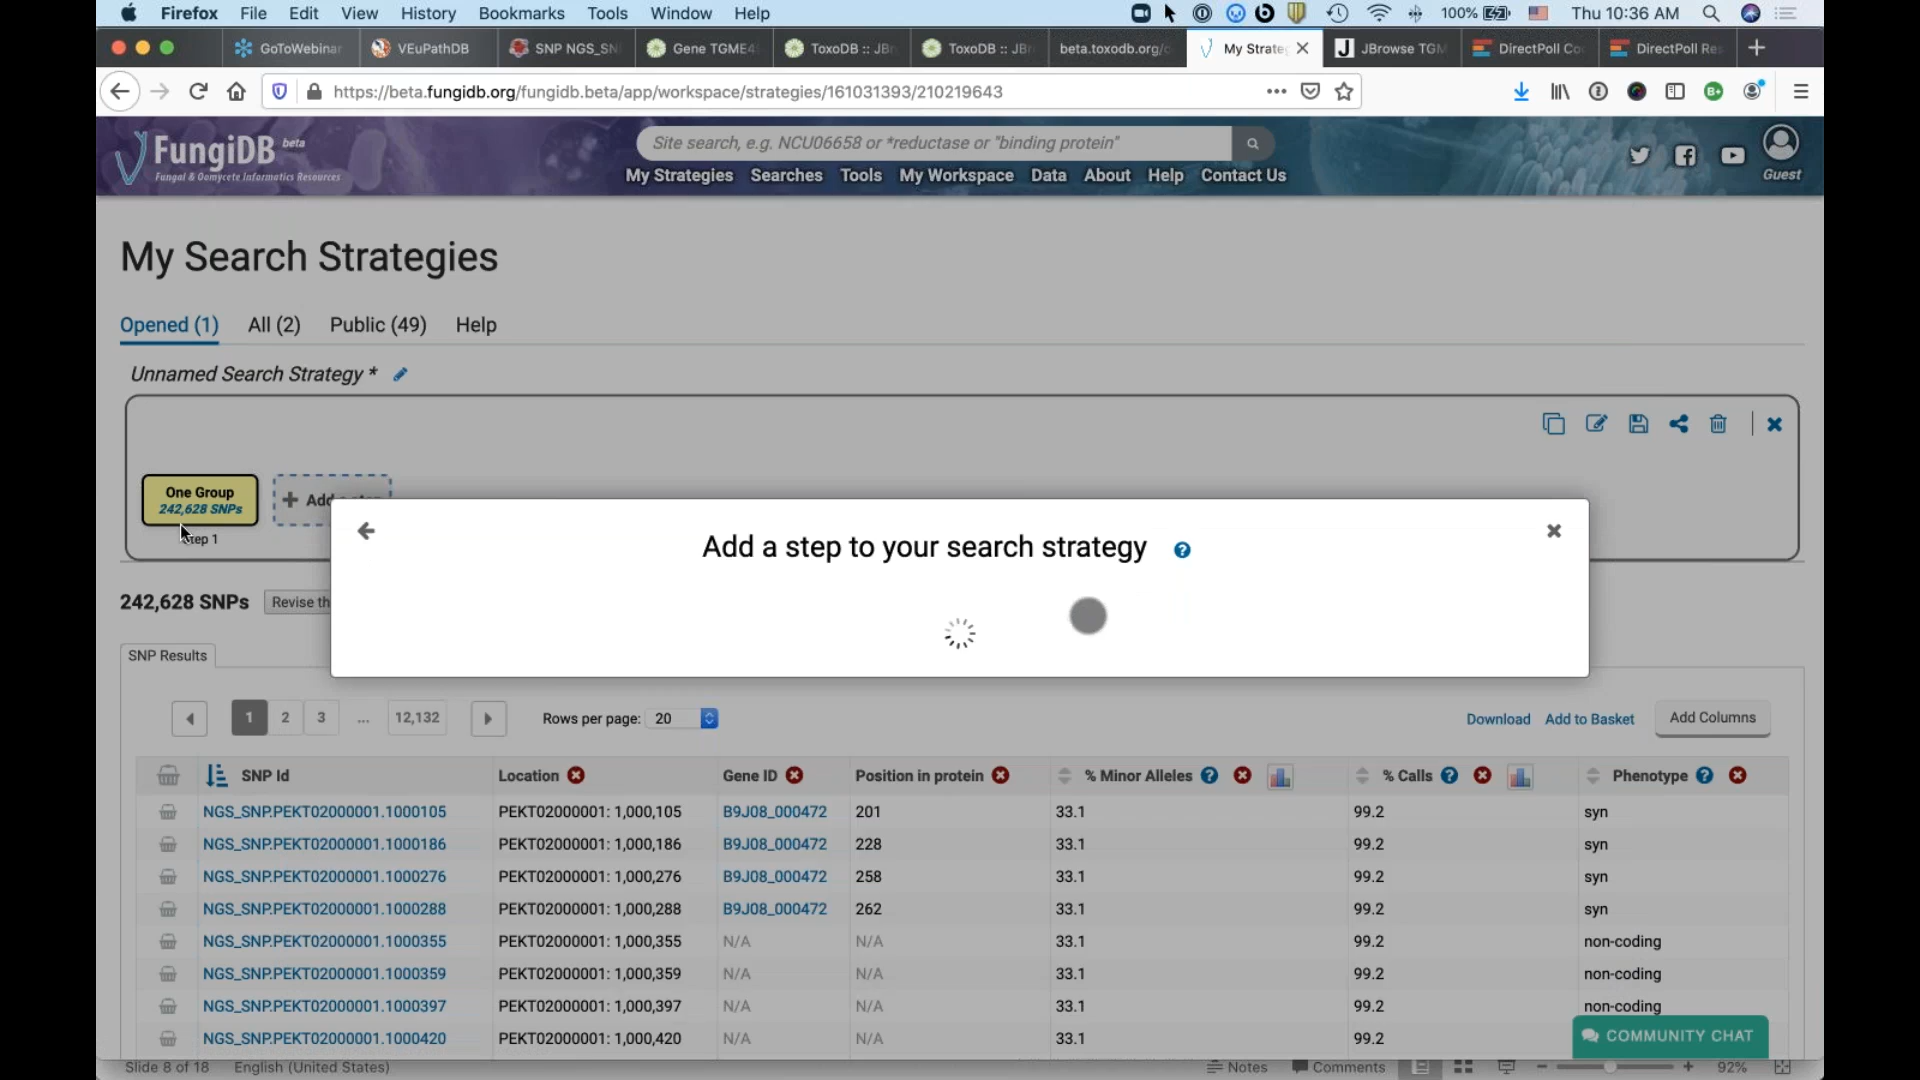 Firefox File Edit View History Bookmarks Tools Window Help 100% Thu 10:36 AM
GoToWebinar VEuPathDB SNP NGS_SN Gene TGME4 ToxoDB :: JBr ToxoDB :: JBr beta.toxodb.org/ My Strate JBrowse TGM DirectPoll Co DirectPoll Res
https://beta.fungidb.org/fungidb.beta/app/workspace/strategies/161031393/210219643
FungiDB beta
Fungal & Oomycete Informatics Resources
Site search, e.g. NCU06658 or *reductase or "binding protein"
My Strategies Searches Tools My Workspace Data About Help Contact Us
Guest
My Search Strategies
Opened (1) All (2) Public (49) Help
Unnamed Search Strategy *
One Group
242,628 SNPs
Step 1
+ Add a step
Add a step to your search strategy
242,628 SNPs Revise th
SNP Results
1 2 3 ... 12,132 Rows per page: 20 Download Add to Basket Add Columns
SNP Id Location Gene ID Position in protein % Minor Alleles % Calls Phenotype
NGS_SNP.PEKT02000001.1000105 PEKT02000001: 1,000,105 B9J08_000472 201 33.1 99.2 syn
NGS_SNP.PEKT02000001.1000186 PEKT02000001: 1,000,186 B9J08_000472 228 33.1 99.2 syn
NGS_SNP.PEKT02000001.1000276 PEKT02000001: 1,000,276 B9J08_000472 258 33.1 99.2 syn
NGS_SNP.PEKT02000001.1000288 PEKT02000001: 1,000,288 B9J08_000472 262 33.1 99.2 syn
NGS_SNP.PEKT02000001.1000355 PEKT02000001: 1,000,355 N/A N/A 33.1 99.2 non-coding
NGS_SNP.PEKT02000001.1000359 PEKT02000001: 1,000,359 N/A N/A 33.1 99.2 non-coding
NGS_SNP.PEKT02000001.1000397 PEKT02000001: 1,000,397 N/A N/A 33.1 99.2 non-coding
NGS_SNP.PEKT02000001.1000420 PEKT02000001: 1,000,420 N/A N/A 33.1 99.2
COMMUNITY CHAT
Slide 8 of 18 English (United States) Notes Comments 92%